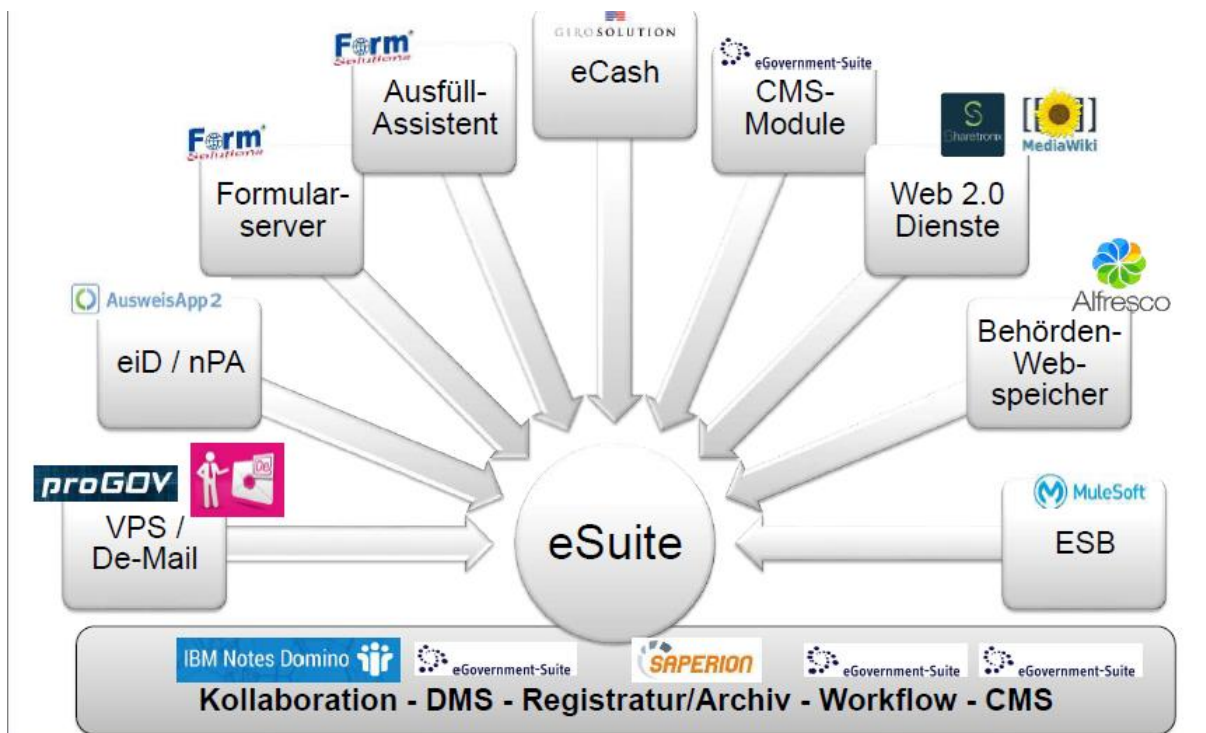 GIROSOLUTION
eCash
Form
Solutions
Ausfüll-
Assistent
eGovernment-Suite
CMS-
Module
Form
Solutions
Formular-
server
S
Sharetronix
[[ ]]
MediaWiki
Web 2.0
Dienste
AusweisApp2
eiD / nPA
Alfresco
Behörden-
Web-
speicher
proGOV
De
VPS /
De-Mail
MuleSoft
ESB
eSuite
IBM Notes Domino
eGovernment-Suite
SAPERION
eGovernment-Suite
eGovernment-Suite
Kollaboration - DMS - Registratur/Archiv - Workflow - CMS